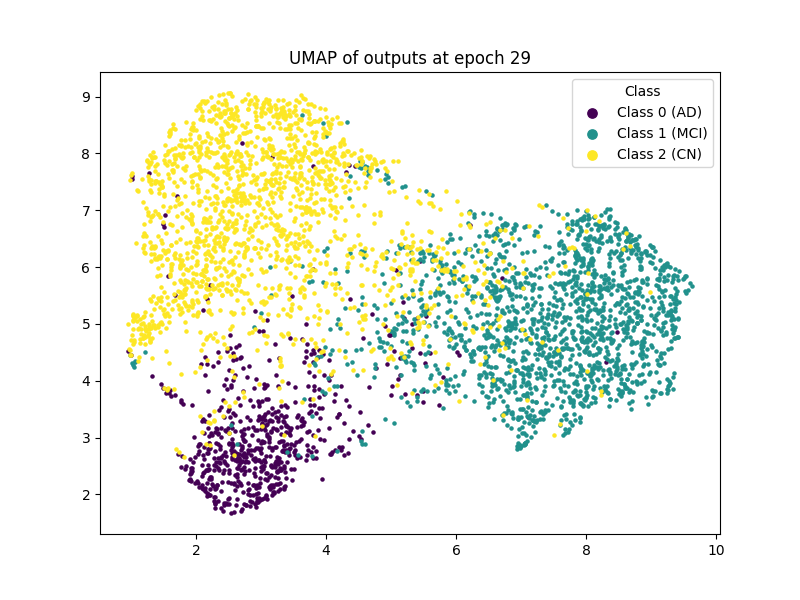 UMAP of outputs at epoch 29
Class
Class 0 (AD)
Class 1 (MCI)
Class 2 (CN)
9
8
7
6
5
4
3
2
2 4 6 8 10